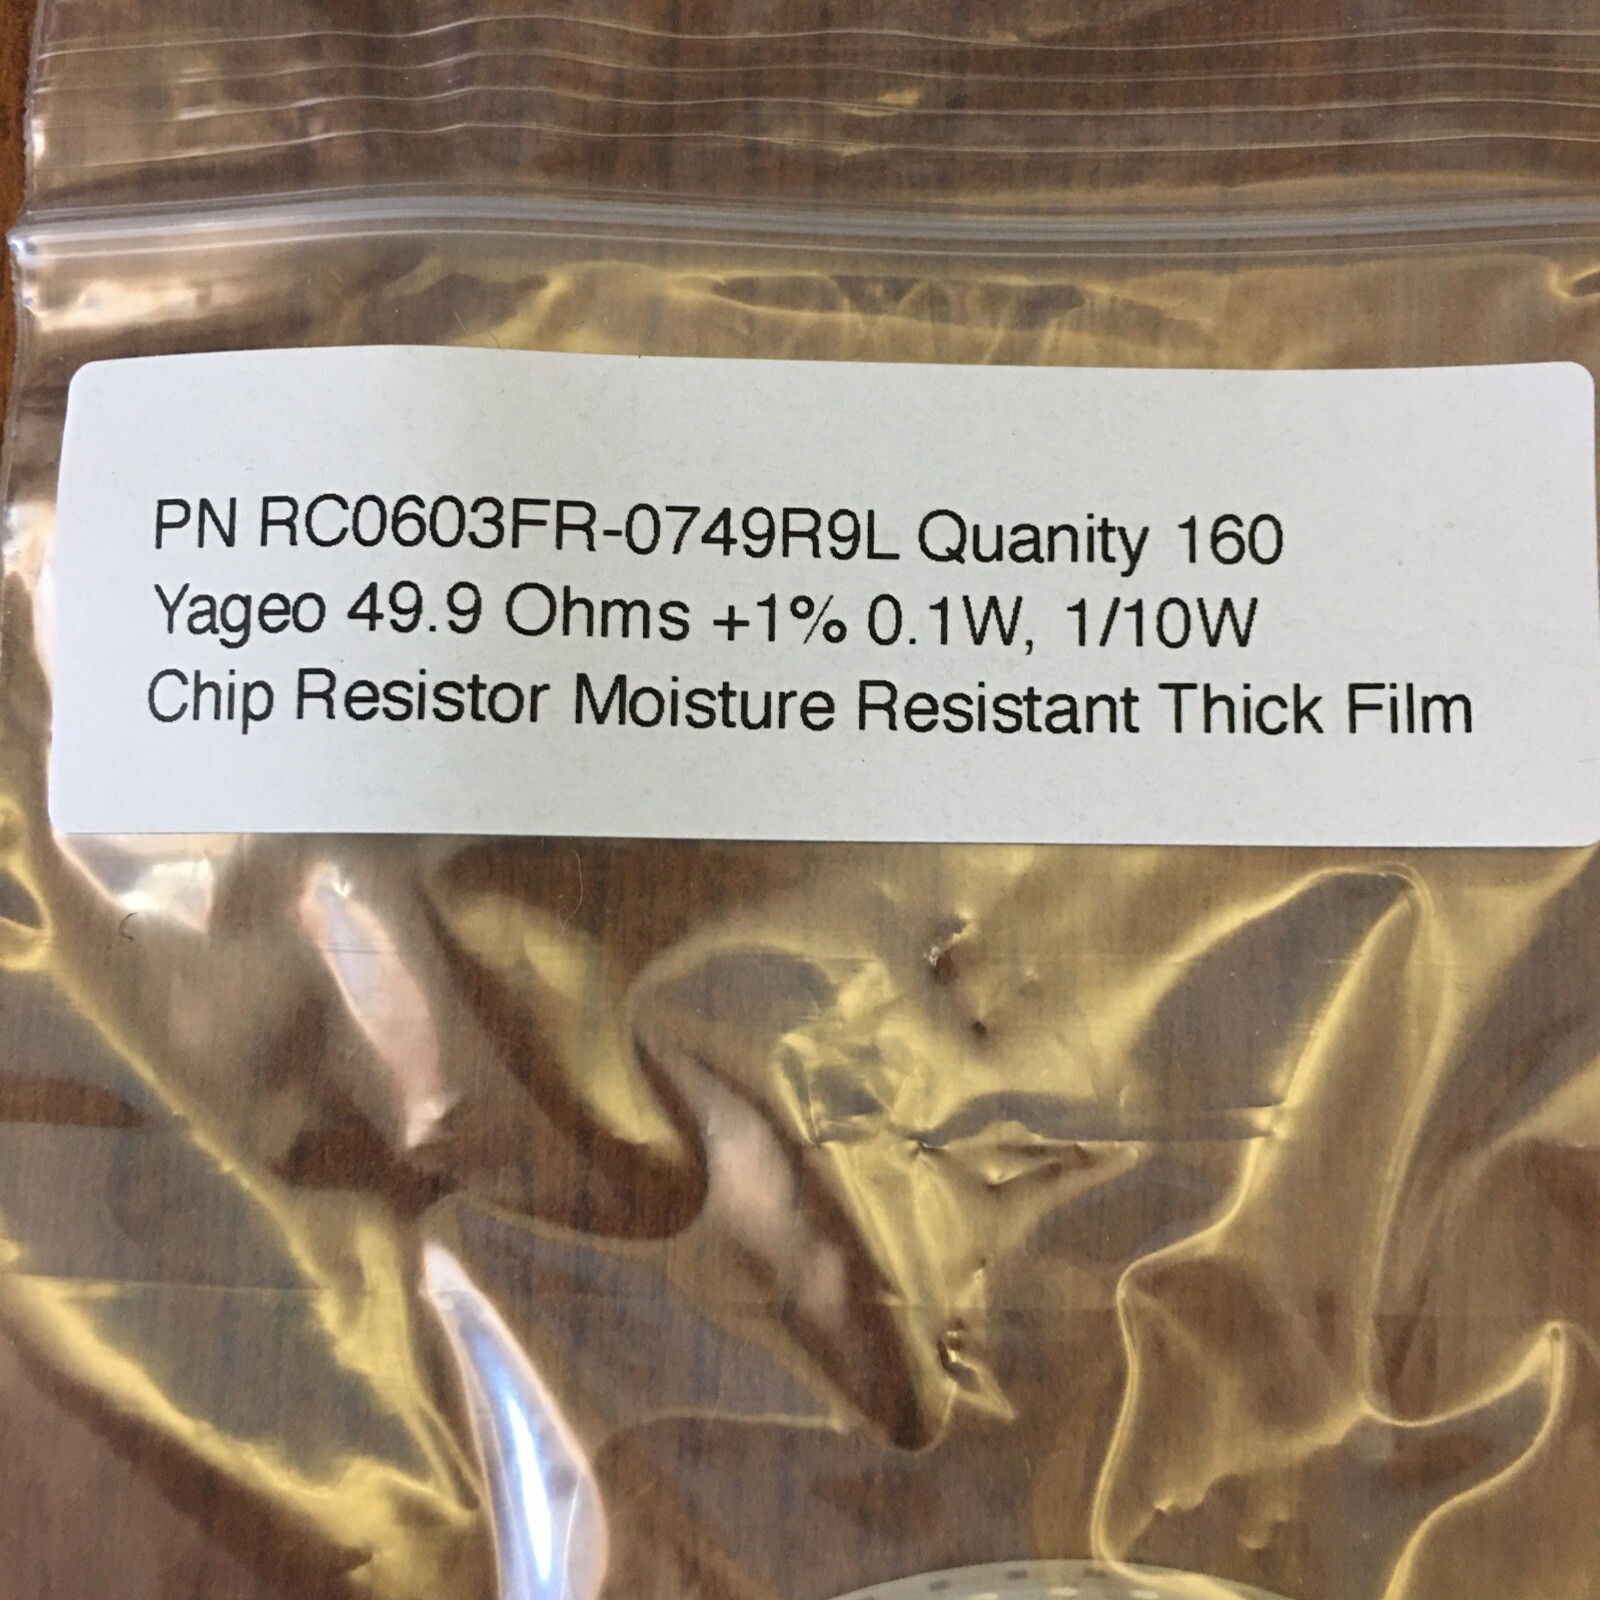 PN RC0603FR-0749R9L Quanity 160
Yageo 49.9 Ohms +1% 0.1W, 1/10W
Chip Resistor Moisture Resistant Thick Film